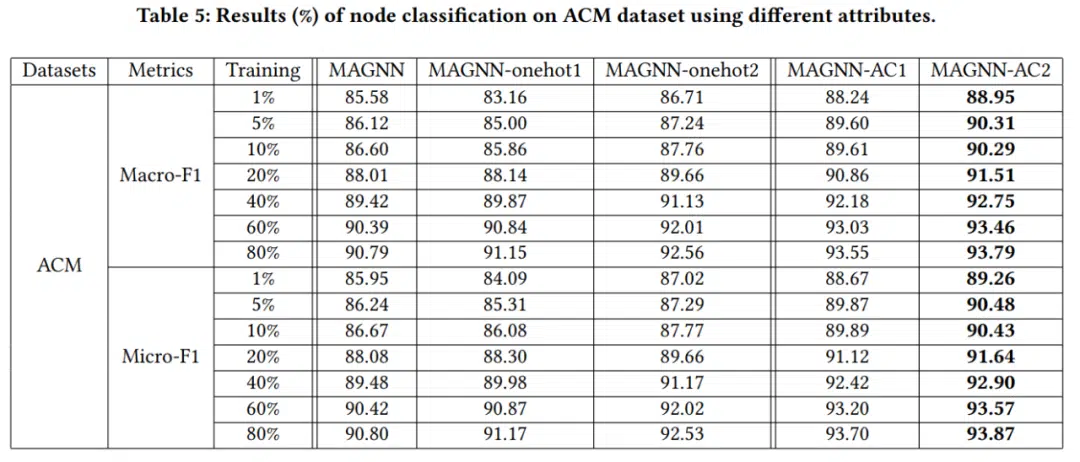 Table 5: Results (%) of node classification on ACM dataset using different attributes.
Datasets Metrics Training MAGNN MAGNN-onehot1 MAGNN-onehot2 MAGNN-AC1 MAGNN-AC2
ACM
Macro-F1
1% 85.58 83.16 86.71 88.24 88.95
5% 86.12 85.00 87.24 89.60 90.31
10% 86.60 85.86 87.76 89.61 90.29
20% 88.01 88.14 89.66 90.86 91.51
40% 89.42 89.87 91.13 92.18 92.75
60% 90.39 90.84 92.01 93.03 93.46
80% 90.79 91.15 92.56 93.55 93.79
Micro-F1
1% 85.95 84.09 87.02 88.67 89.26
5% 86.24 85.31 87.29 89.87 90.48
10% 86.67 86.08 87.77 89.89 90.43
20% 88.08 88.30 89.66 91.12 91.64
40% 89.48 89.98 91.17 92.42 92.90
60% 90.42 90.87 92.02 93.20 93.57
80% 90.80 91.17 92.53 93.70 93.87